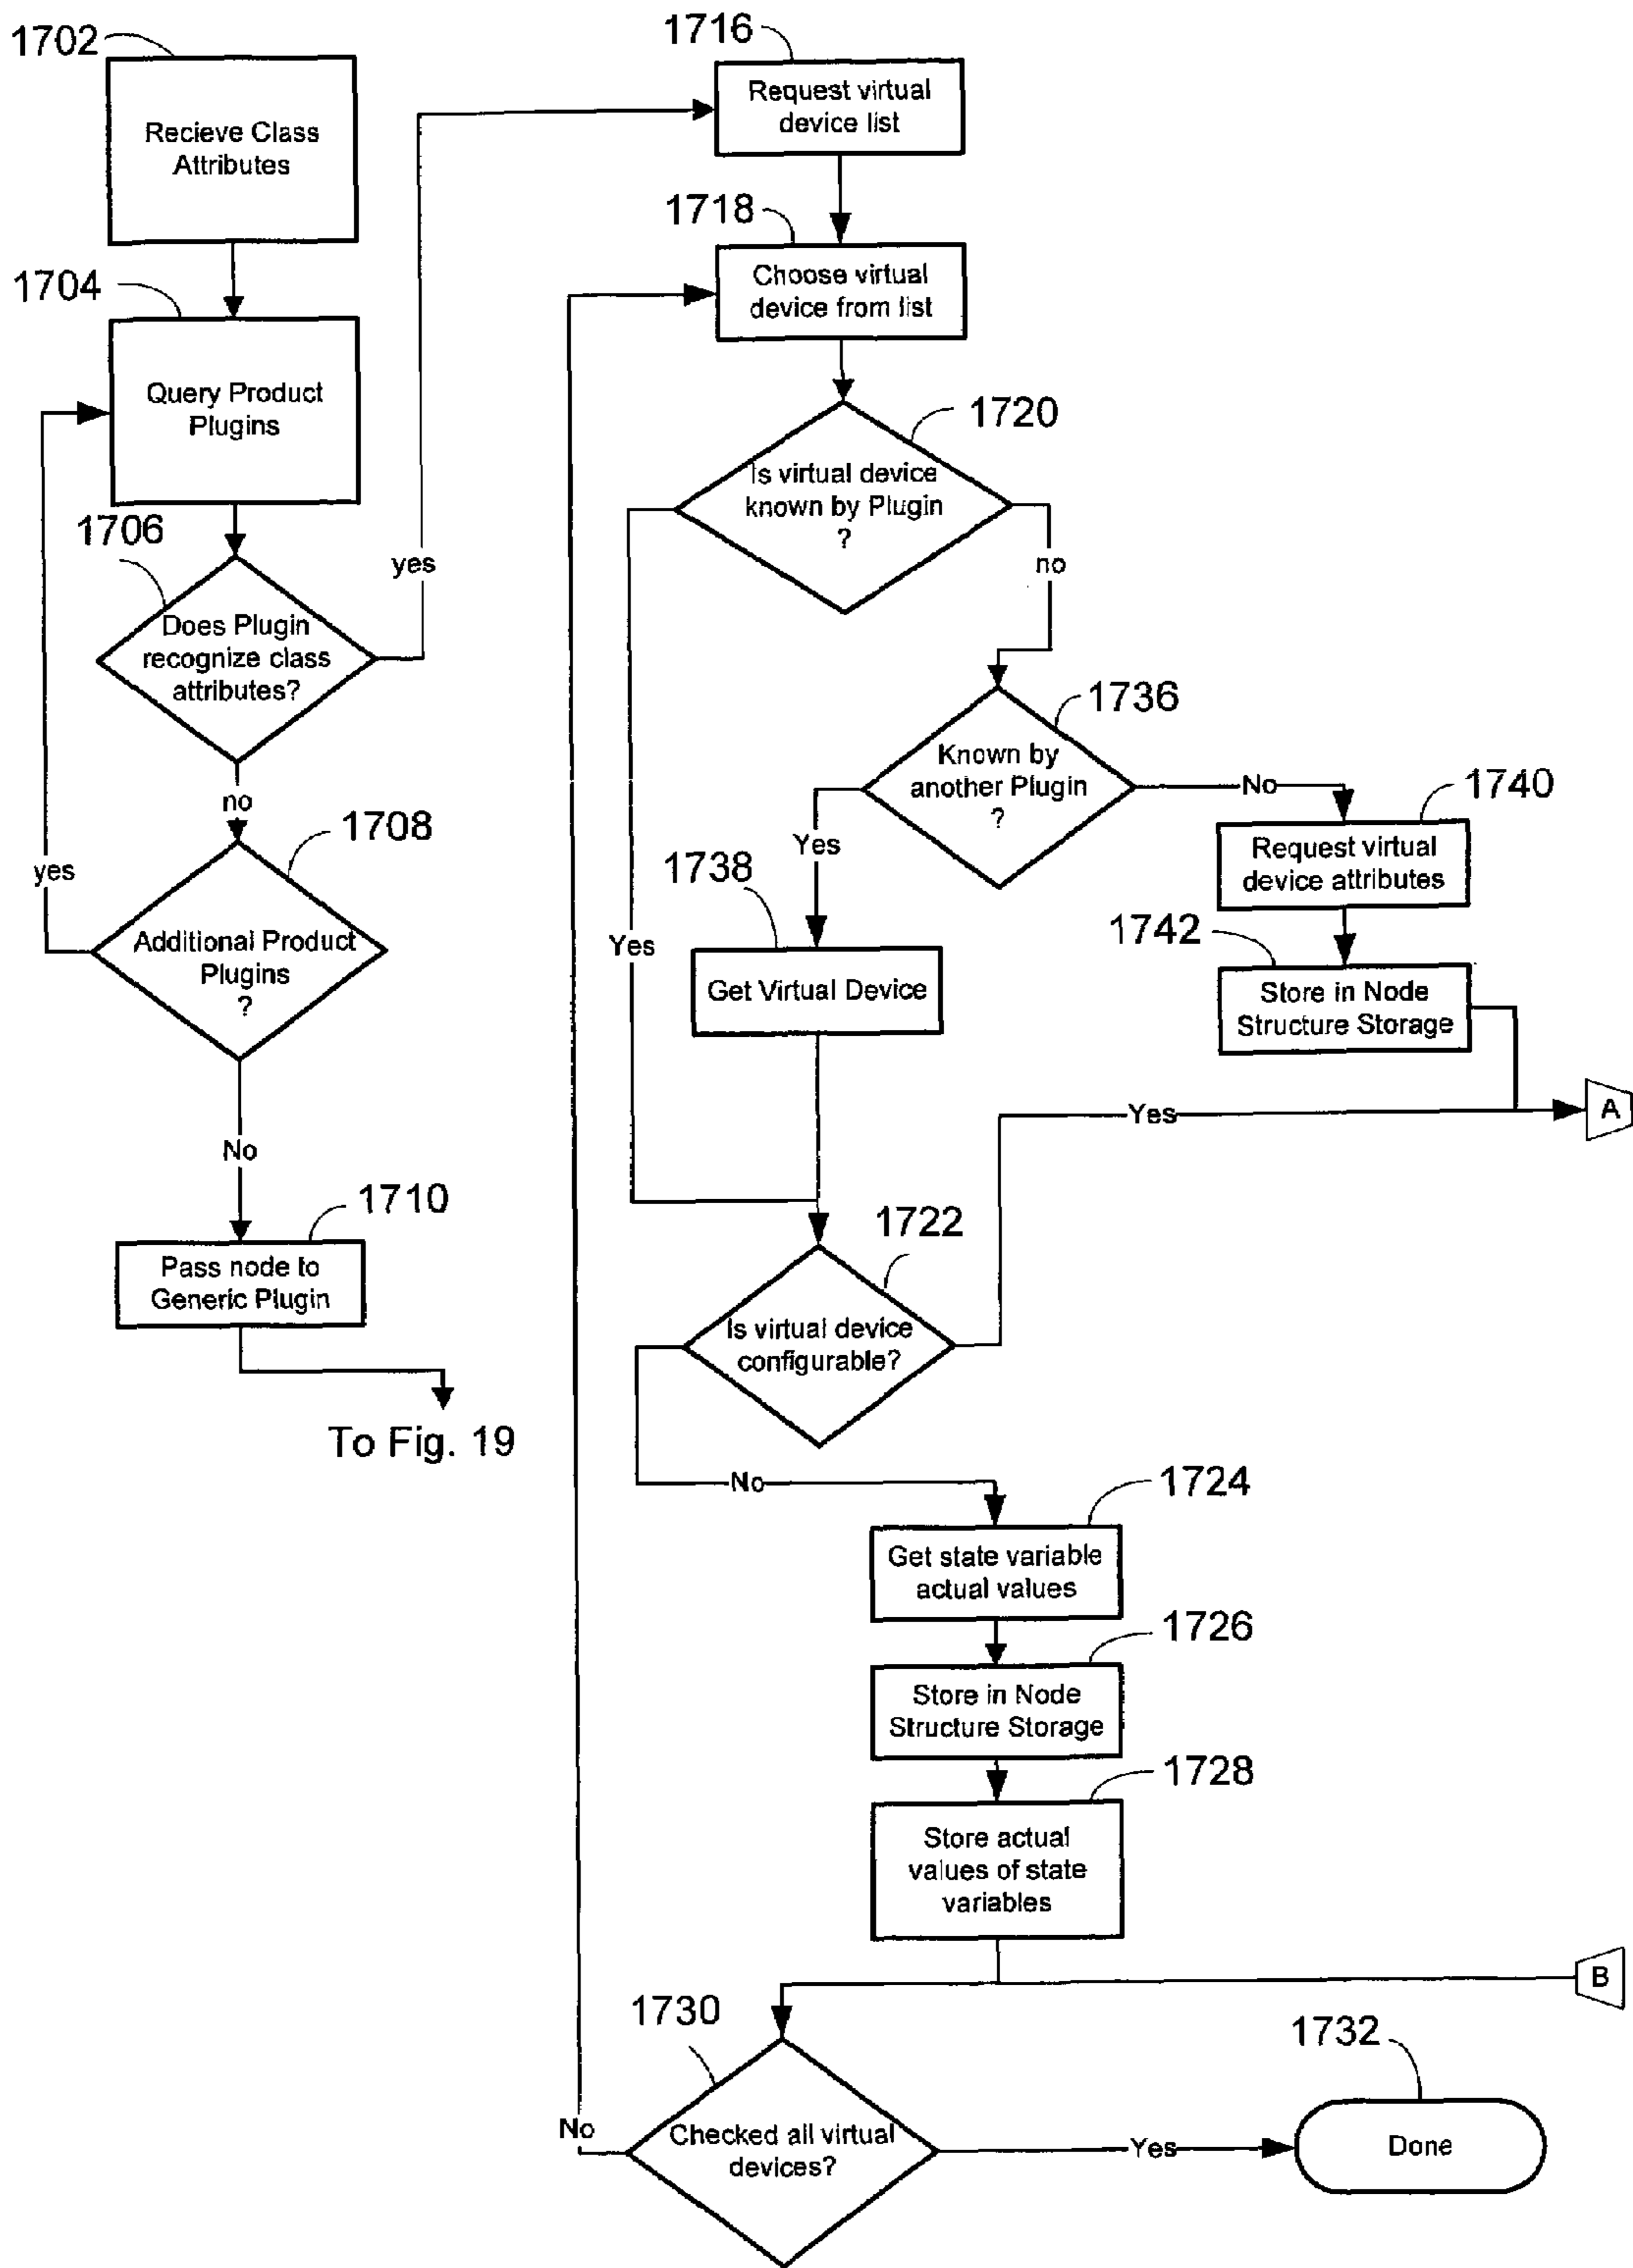 1702
Recieve Class
Attributes
1704
Query Product
Plugins
1706
Does Plugin
recognize class
attributes?
yes
no
1708
Additional Product
Plugins
?
yes
No
1710
Pass node to
Generic Plugin
To Fig. 19
1716
Request virtual
device list
1718
Choose virtual
device from list
1720
Is virtual device
known by Plugin
?
no
Yes
1736
Known by
another Plugin
?
Yes
No
1738
Get Virtual Device
1740
Request virtual
device attributes
1742
Store in Node
Structure Storage
Yes
A
1722
Is virtual device
configurable?
No
1724
Get state variable
actual values
1726
Store in Node
Structure Storage
1728
Store actual
values of state
variables
B
1730
Checked all virtual
devices?
No
Yes
1732
Done